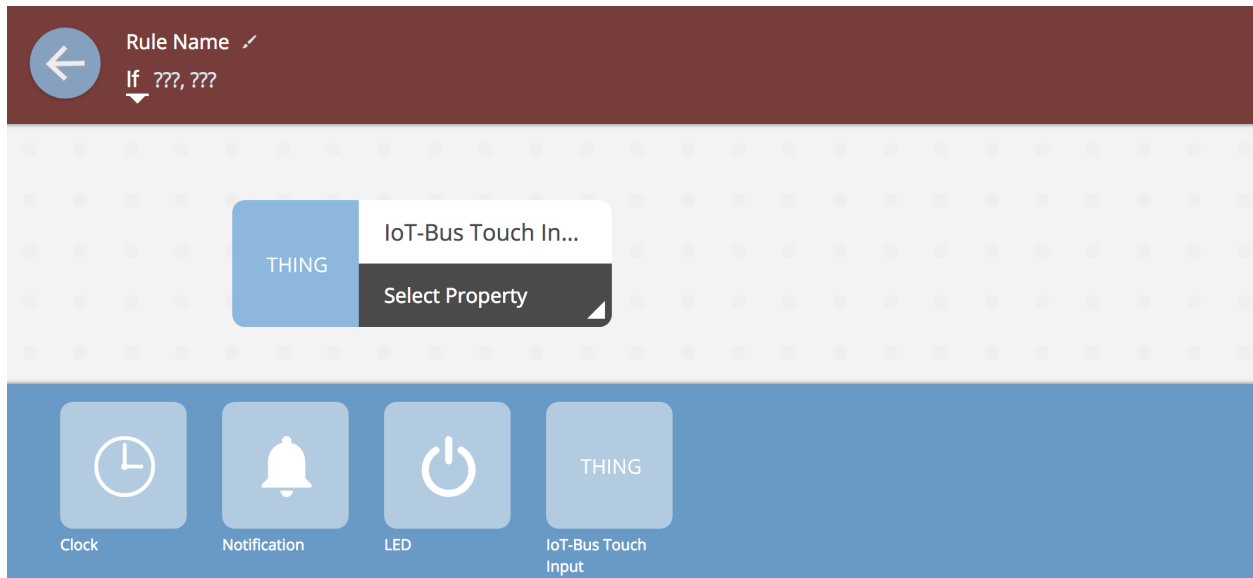 Rule Name
If ???, ???
THING
IoT-Bus Touch In...
Select Property
THING
Clock
Notification
LED
IoT-Bus Touch
Input